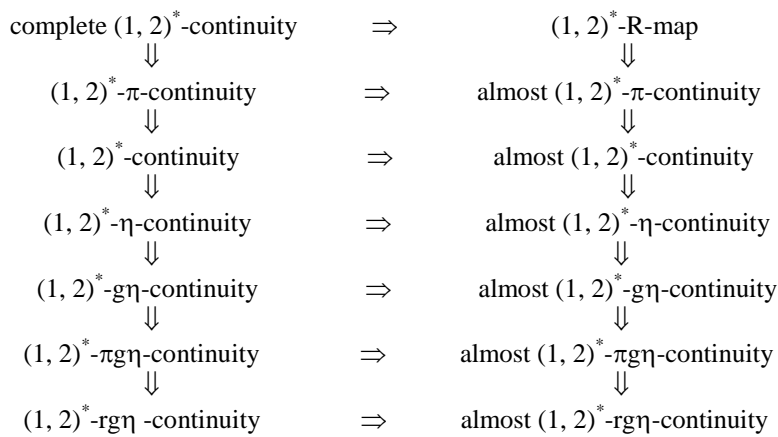 complete (1, 2)*-continuity ⇒ (1, 2)*-R-map
⇓ ⇓
(1, 2)*-π-continuity ⇒ almost (1, 2)*-π-continuity
⇓ ⇓
(1, 2)*-continuity ⇒ almost (1, 2)*-continuity
⇓ ⇓
(1, 2)*-η-continuity ⇒ almost (1, 2)*-η-continuity
⇓ ⇓
(1, 2)*-gη-continuity ⇒ almost (1, 2)*-gη-continuity
⇓ ⇓
(1, 2)*-πgη-continuity ⇒ almost (1, 2)*-πgη-continuity
⇓ ⇓
(1, 2)*-rgη -continuity ⇒ almost (1, 2)*-rgη-continuity